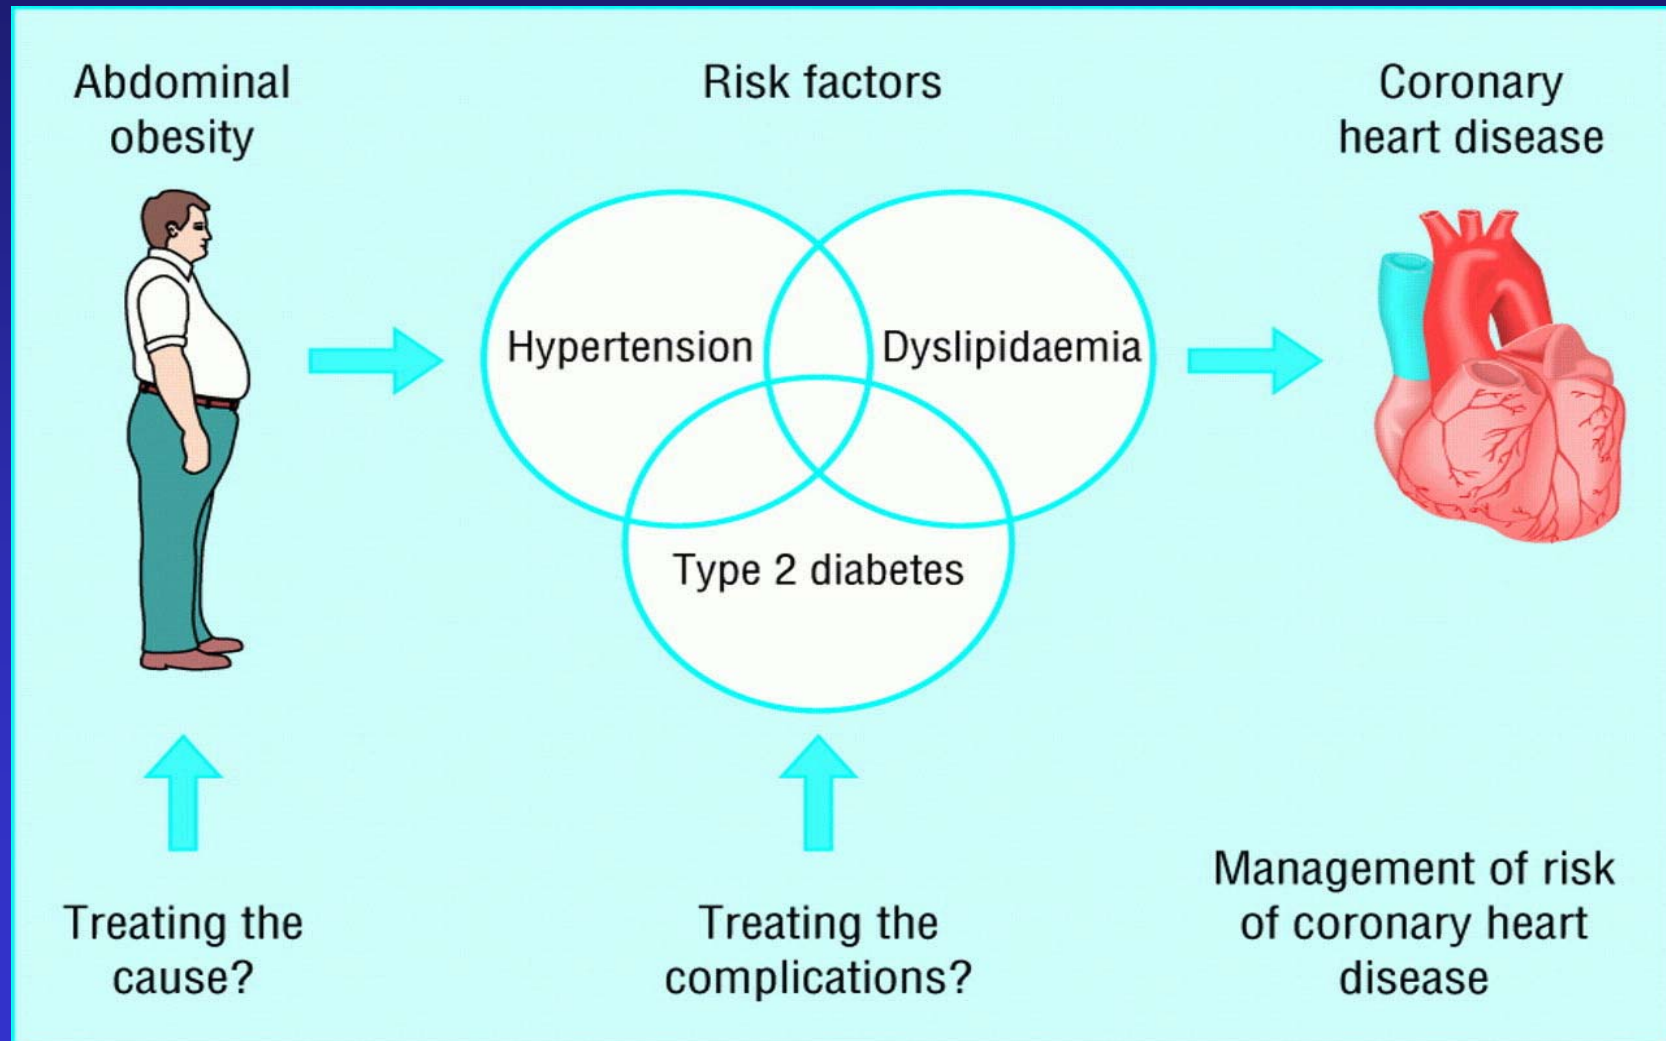 Abdominal
obesity
Risk factors
Coronary
heart disease
Hypertension
Dyslipidaemia
Type 2 diabetes
Treating the
cause?
Treating the
complications?
Management of risk
of coronary heart
disease